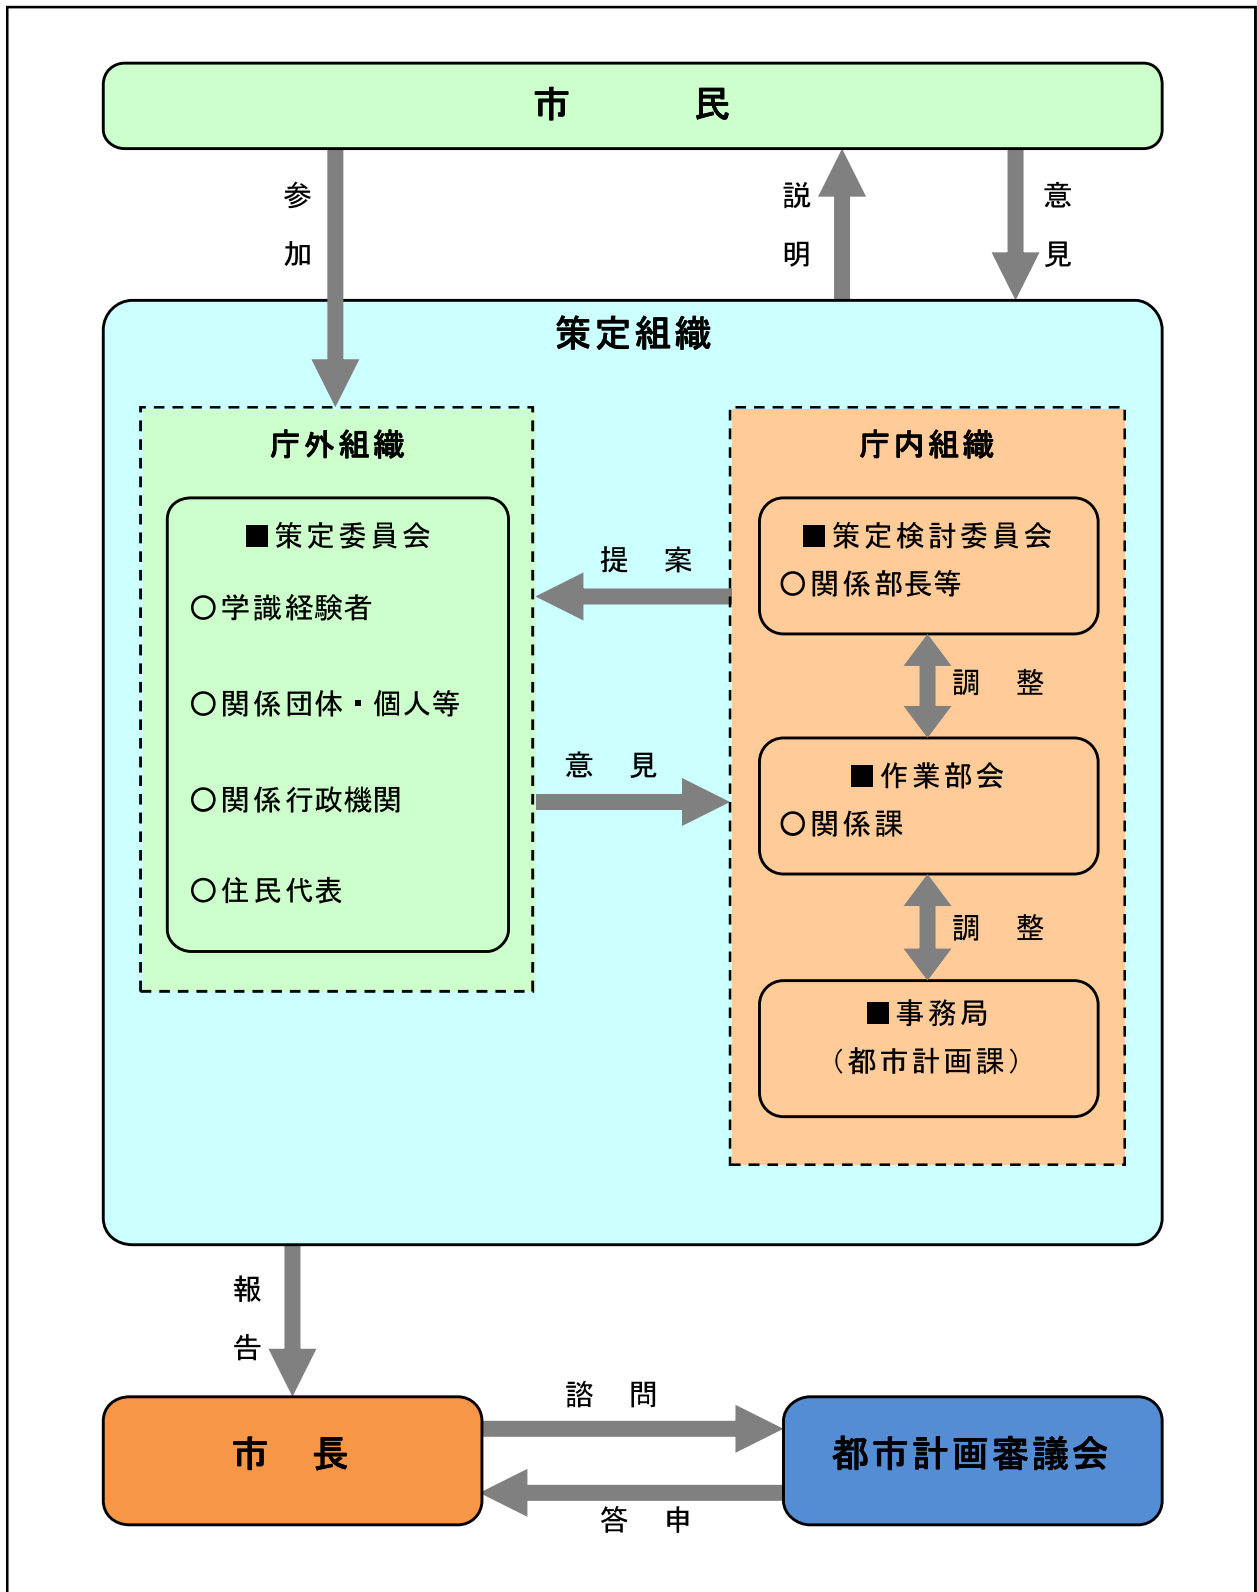 市　民
参加
説明
意見
策定組織
庁外組織
■策定委員会
○学識経験者
○関係団体・個人等
○関係行政機関
○住民代表
提　案
意　見
庁内組織
■策定検討委員会
○関係部長等
調　整
■作業部会
○関係課
調　整
■事務局
（都市計画課）
報告
市　長
諮　問
答　申
都市計画審議会